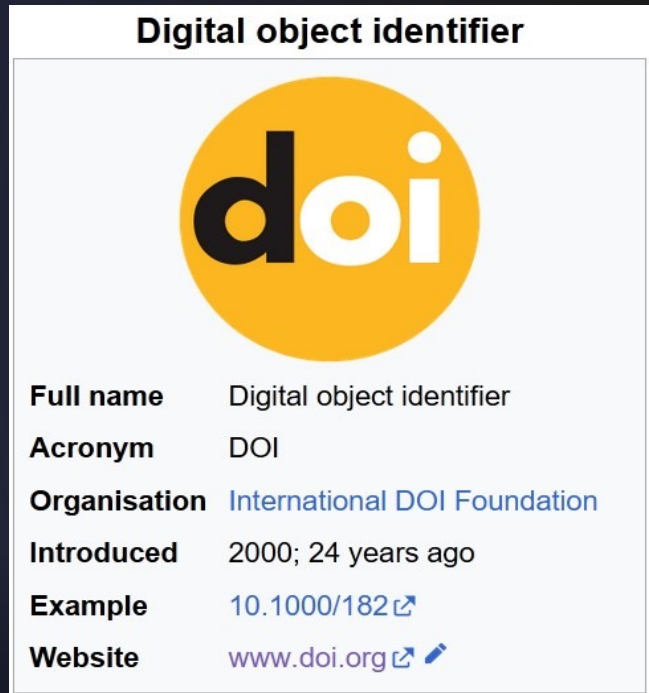 Digital object identifier
doi
Full name Digital object identifier
Acronym DOI
Organisation International DOI Foundation
Introduced 2000; 24 years ago
Example 10.1000/182
Website www.doi.org